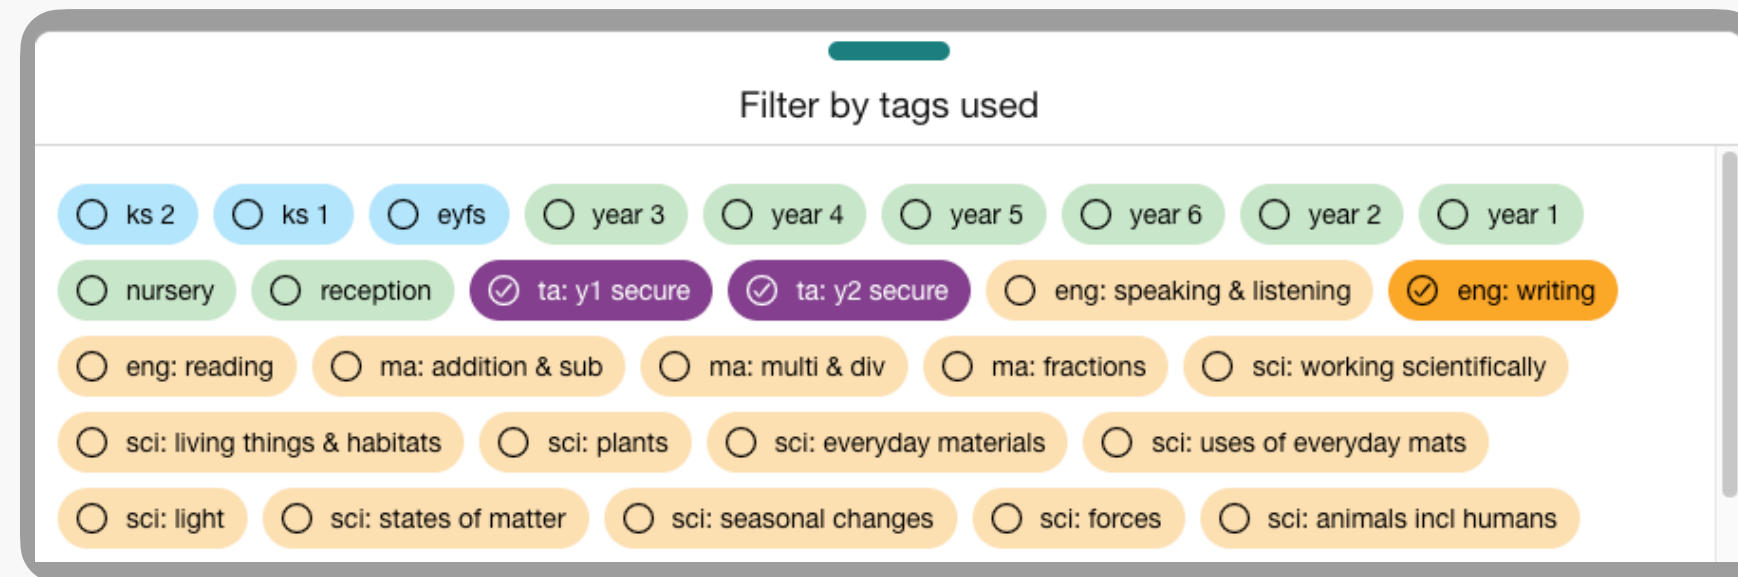 Filter by tags used
ks 2 ks 1 eyfs year 3 year 4 year 5 year 6 year 2 year 1
nursery reception ta: y1 secure ta: y2 secure eng: speaking & listening eng: writing
eng: reading ma: addition & sub ma: multi & div ma: fractions sci: working scientifically
sci: living things & habitats sci: plants sci: everyday materials sci: uses of everyday mats
sci: light sci: states of matter sci: seasonal changes sci: forces sci: animals incl humans